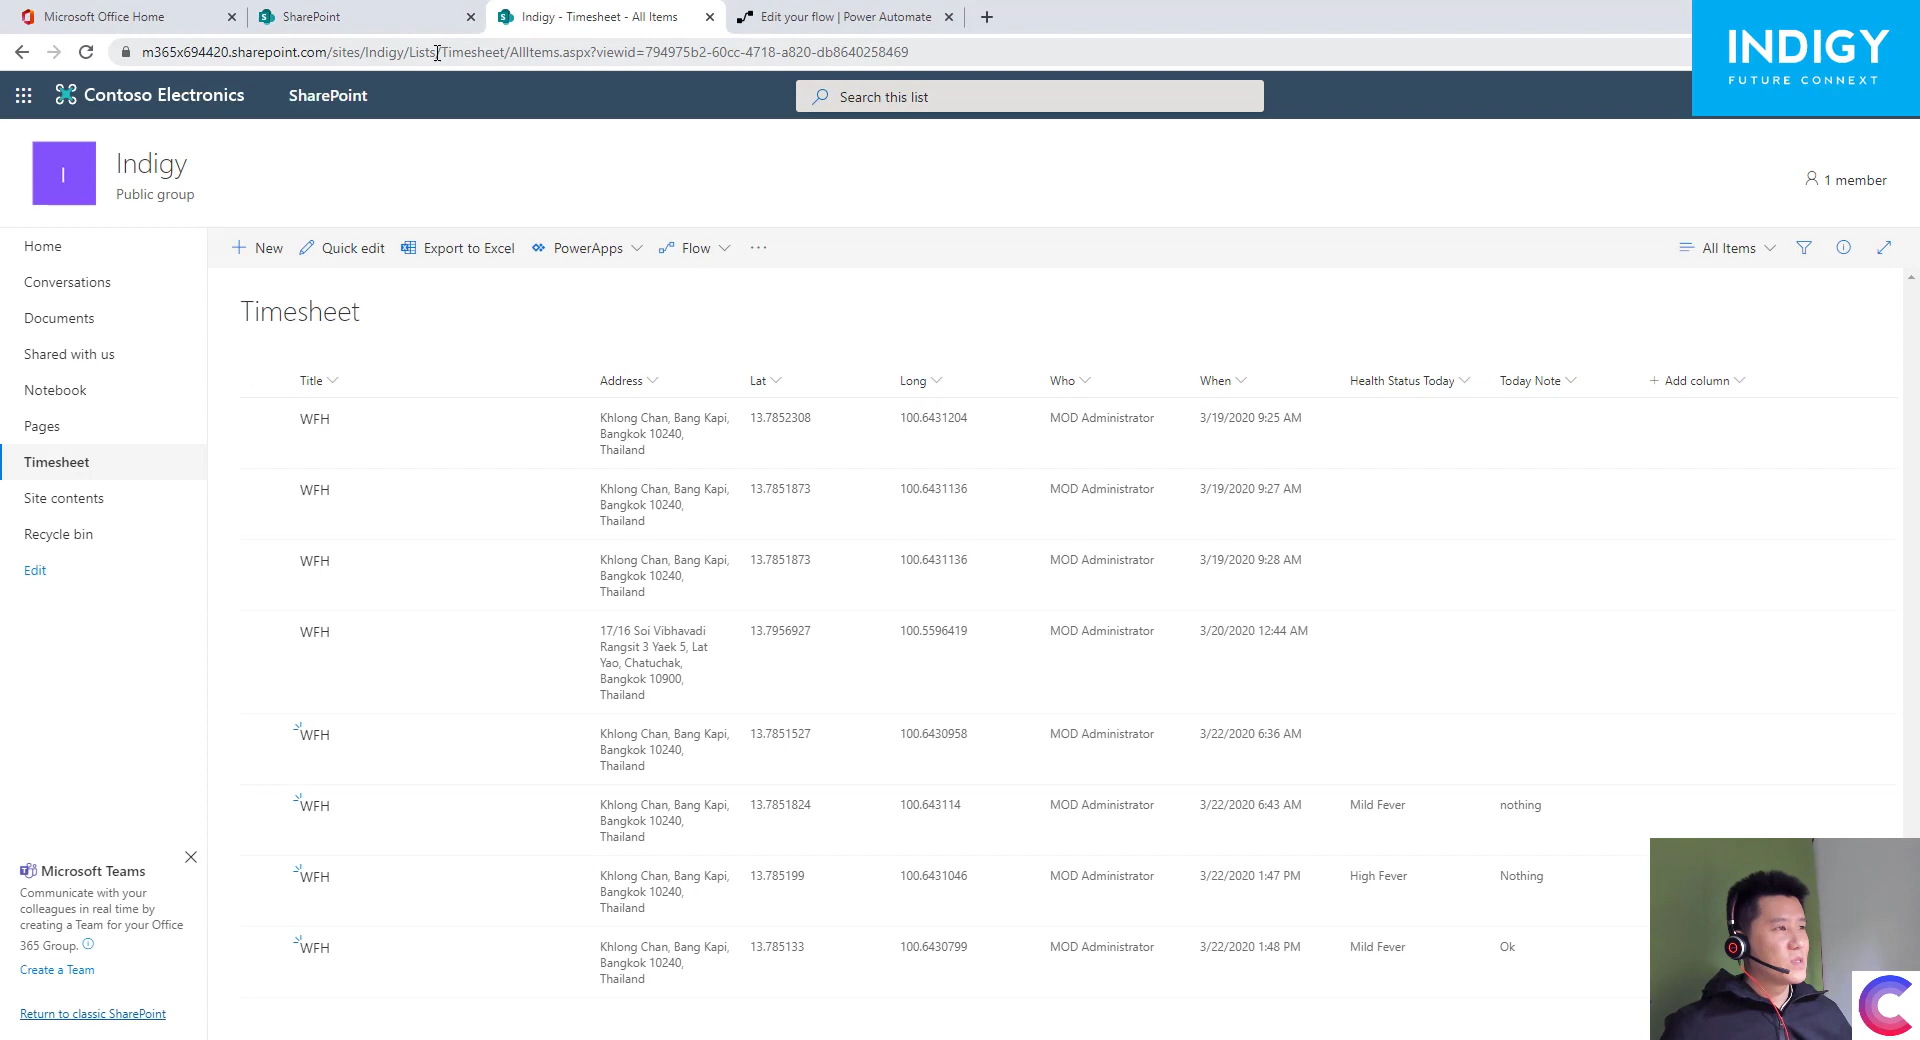 Microsoft Office Home
SharePoint
Indigy - Timesheet - All Items
Edit your flow | Power Automate
m365x694420.sharepoint.com/sites/Indigy/Lists/Timesheet/AllItems.aspx?viewid=794975b2-60cc-4718-a820-db8640258469
INDIGY
FUTURE CONNEXT
Contoso Electronics
SharePoint
Search this list
I
Indigy
Public group
1 member
Home
Conversations
Documents
Shared with us
Notebook
Pages
Timesheet
Site contents
Recycle bin
Edit
New
Quick edit
Export to Excel
PowerApps
Flow
All Items
Timesheet
Title
Address
Lat
Long
Who
When
Health Status Today
Today Note
Add column
WFH
Khlong Chan, Bang Kapi,
Bangkok 10240,
Thailand
13.7852308
100.6431204
MOD Administrator
3/19/2020 9:25 AM
WFH
Khlong Chan, Bang Kapi,
Bangkok 10240,
Thailand
13.7851873
100.6431136
MOD Administrator
3/19/2020 9:27 AM
WFH
Khlong Chan, Bang Kapi,
Bangkok 10240,
Thailand
13.7851873
100.6431136
MOD Administrator
3/19/2020 9:28 AM
WFH
17/16 Soi Vibhavadi
Rangsit 3 Yaek 5, Lat
Yao, Chatuchak,
Bangkok 10900,
Thailand
13.7956927
100.5596419
MOD Administrator
3/20/2020 12:44 AM
WFH
Khlong Chan, Bang Kapi,
Bangkok 10240,
Thailand
13.7851527
100.6430958
MOD Administrator
3/22/2020 6:36 AM
WFH
Khlong Chan, Bang Kapi,
Bangkok 10240,
Thailand
13.7851824
100.643114
MOD Administrator
3/22/2020 6:43 AM
Mild Fever
nothing
WFH
Khlong Chan, Bang Kapi,
Bangkok 10240,
Thailand
13.785199
100.6431046
MOD Administrator
3/22/2020 1:47 PM
High Fever
Nothing
WFH
Khlong Chan, Bang Kapi,
Bangkok 10240,
Thailand
13.785133
100.6430799
MOD Administrator
3/22/2020 1:48 PM
Mild Fever
Ok
Microsoft Teams
Communicate with your
colleagues in real time by
creating a Team for your Office
365 Group.
Create a Team
Return to classic SharePoint